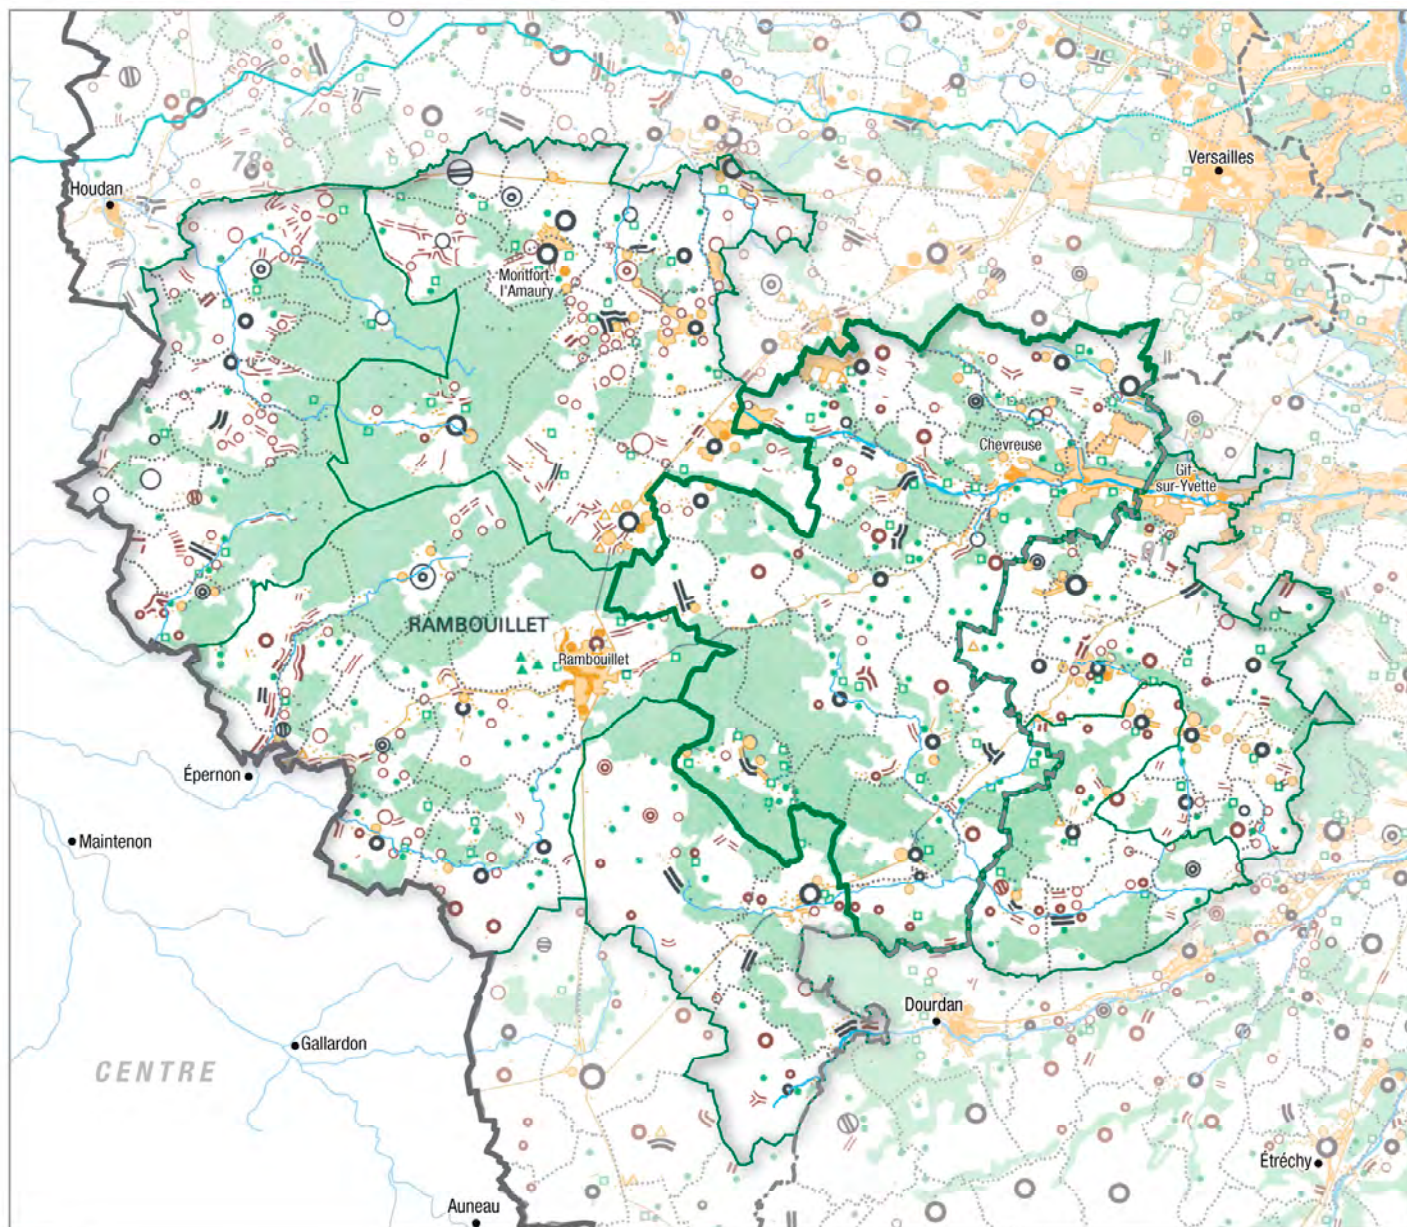 Versailles
78
Houdan
Montfort-
l'Amaury
Chevreuse
Gif-
sur-Yvette
91
RAMBOUILLET
Rambouillet
Épernon
Maintenon
Dourdan
Gallardon
CENTRE
Étréchy
Auneau